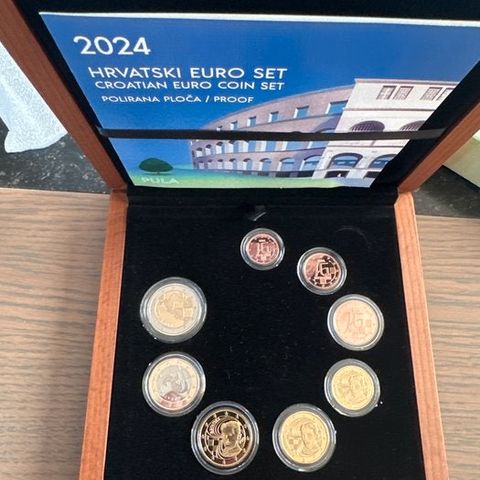 2024
HRVATSKI EURO SET
CROATIAN EURO COIN SET
POLIRANA PLOČA / PROOF
PULA